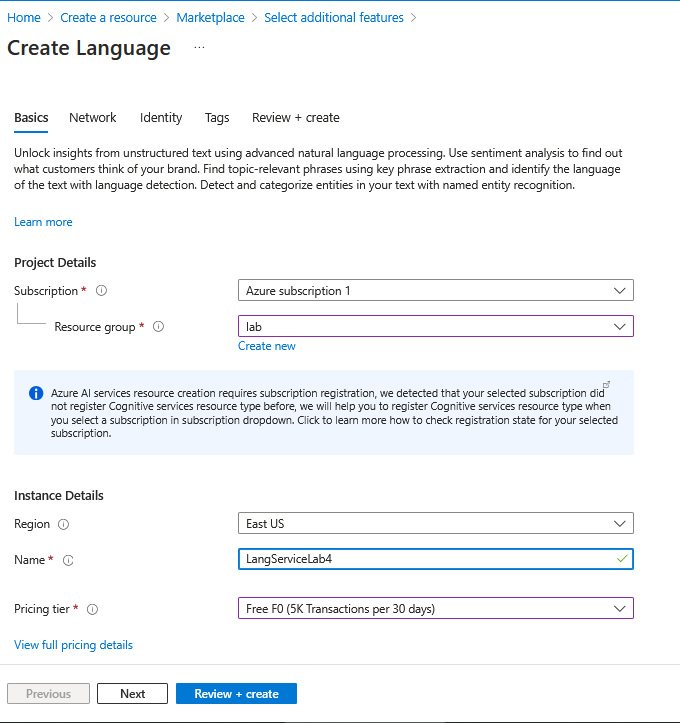 Home > Create a resource > Marketplace > Select additional features >
Create Language ...
Basics Network Identity Tags Review + create
Unlock insights from unstructured text using advanced natural language processing. Use sentiment analysis to find out
what customers think of your brand. Find topic-relevant phrases using key phrase extraction and identify the language
of the text with language detection. Detect and categorize entities in your text with named entity recognition.
Learn more
Project Details
Subscription * Azure subscription 1
Resource group * lab
Create new
Azure AI services resource creation requires subscription registration, we detected that your selected subscription did
not register Cognitive services resource type before, we will help you to register Cognitive services resource type when
you select a subscription in subscription dropdown. Click to learn more how to check registration state for your selected
subscription.
Instance Details
Region East US
Name * LangServiceLab4
Pricing tier * Free F0 (5K Transactions per 30 days)
View full pricing details
Previous Next Review + create